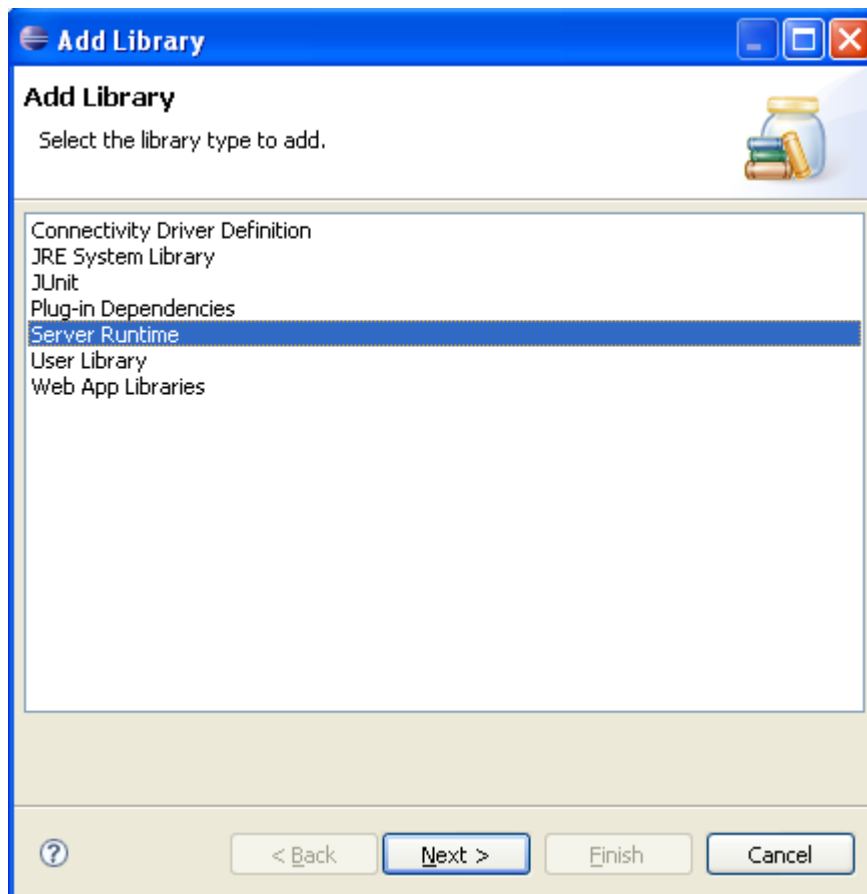 Add Library
Add Library
Select the library type to add.
Connectivity Driver Definition
JRE System Library
JUnit
Plug-in Dependencies
Server Runtime
User Library
Web App Libraries
? < Back Next > Finish Cancel